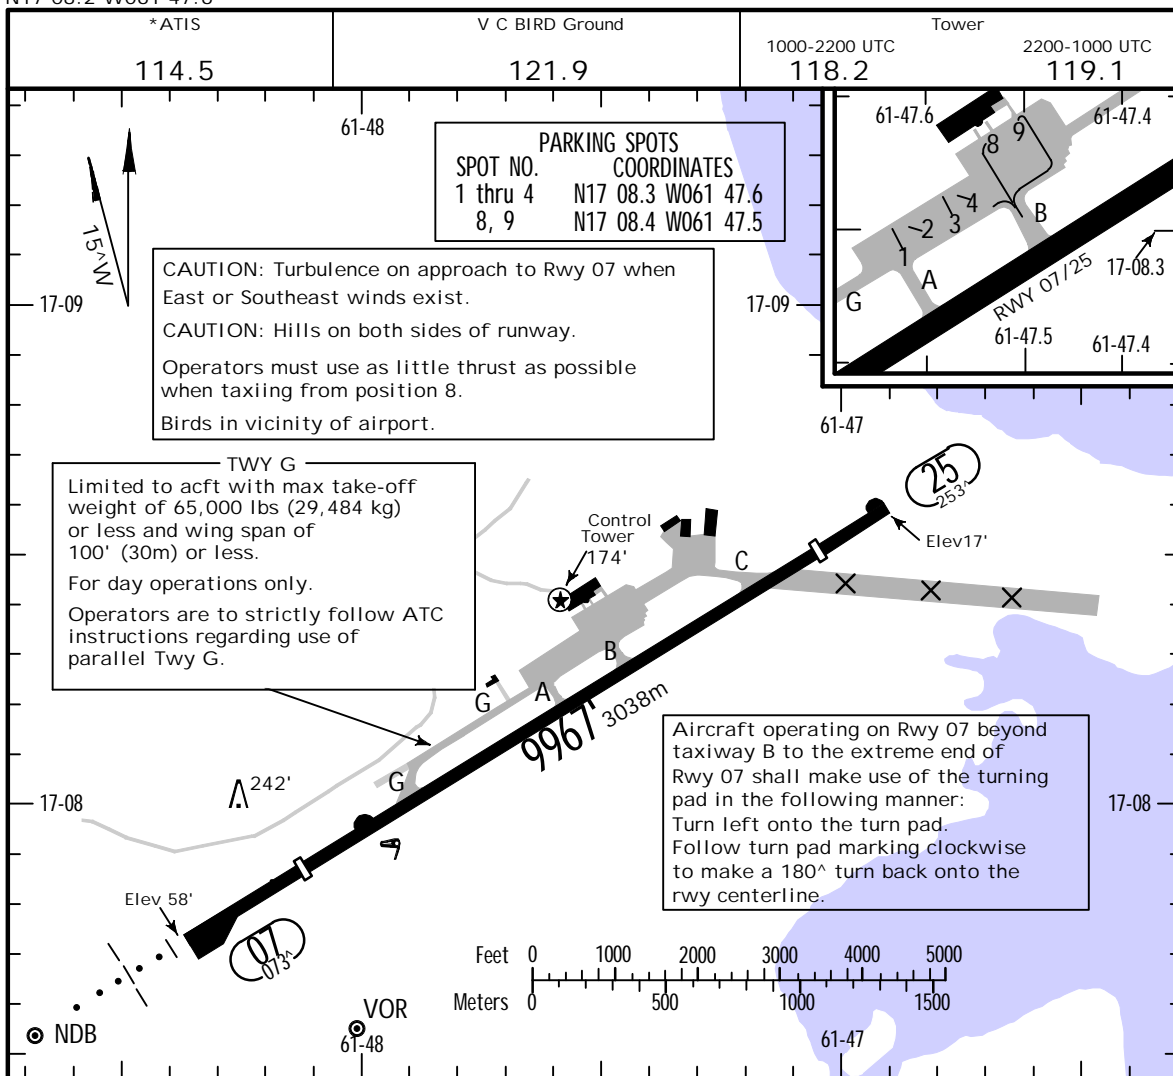 *ATIS
114.5
V C BIRD Ground
121.9
Tower
1000-2200 UTC
118.2
2200-1000 UTC
119.1
61-48
PARKING SPOTS
SPOT NO. COORDINATES
1 thru 4 N17 08.3 W061 47.6
8, 9 N17 08.4 W061 47.5
61-47.6
61-47.4
8
9
4
3
2
1
B
A
G
RWY 07/25
17-08.3
61-47.5
61-47.4
15^W
17-09
17-09
CAUTION: Turbulence on approach to Rwy 07 when
East or Southeast winds exist.
CAUTION: Hills on both sides of runway.
Operators must use as little thrust as possible
when taxiing from position 8.
Birds in vicinity of airport.
61-47
TWY G
Limited to acft with max take-off
weight of 65,000 lbs (29,484 kg)
or less and wing span of
100' (30m) or less.
For day operations only.
Operators are to strictly follow ATC
instructions regarding use of
parallel Twy G.
25
253^
Elev17'
Control
Tower
174'
C
B
A
G
G
9967' 3038m
242'
17-08
17-08
Aircraft operating on Rwy 07 beyond
taxiway B to the extreme end of
Rwy 07 shall make use of the turning
pad in the following manner:
Turn left onto the turn pad.
Follow turn pad marking clockwise
to make a 180^ turn back onto the
rwy centerline.
Elev 58'
07
073^
Feet 0 1000 2000 3000 4000 5000
Meters 0 500 1000 1500
NDB
VOR
61-48
61-47